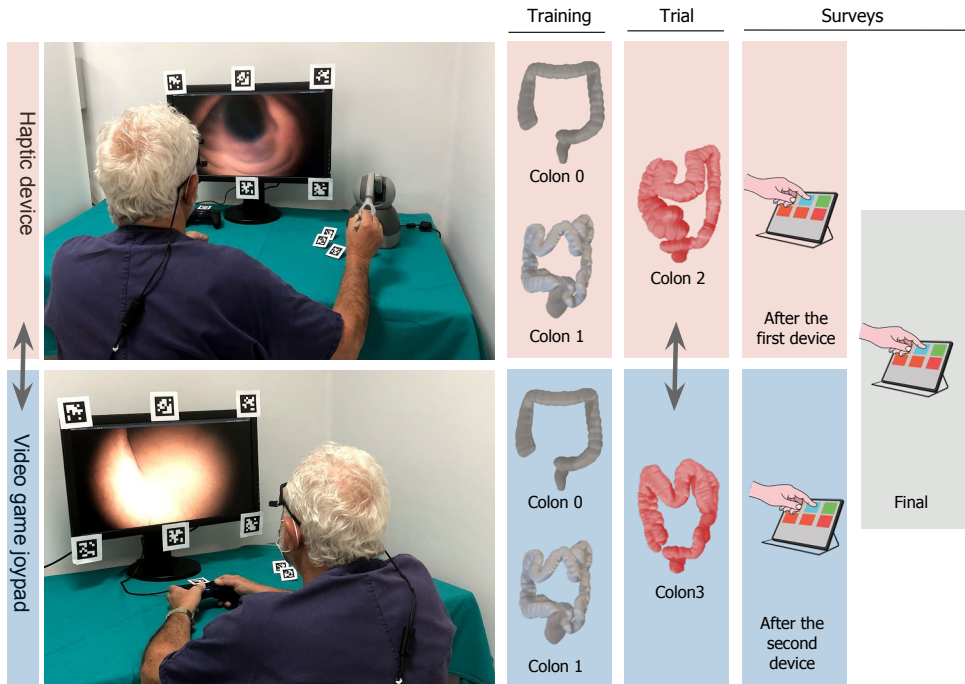 Training
Trial
Surveys
Haptic device
Colon 0
Colon 1
Colon 2
After the
first device
Video game joypad
Colon 0
Colon 1
Colon3
After the
second
device
Final